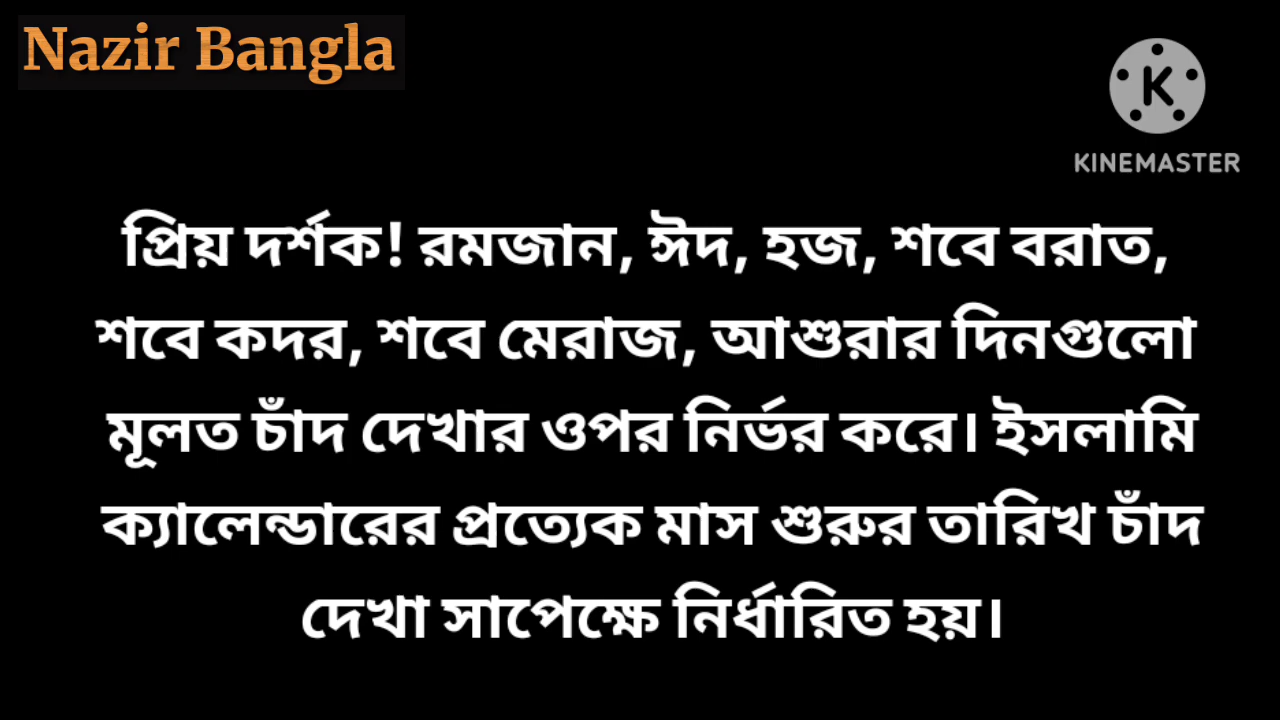 Nazir Bangla
KINEMASTER
প্রিয় দর্শক! রমজান, ঈদ, হজ, শবে বরাত,
শবে কদর, শবে মেরাজ, আশুরার দিনগুলো
মূলত চাঁদ দেখার ওপর নির্ভর করে। ইসলামি
ক্যালেন্ডারের প্রত্যেক মাস শুরুর তারিখ চাঁদ
দেখা সাপেক্ষে নির্ধারিত হয়।